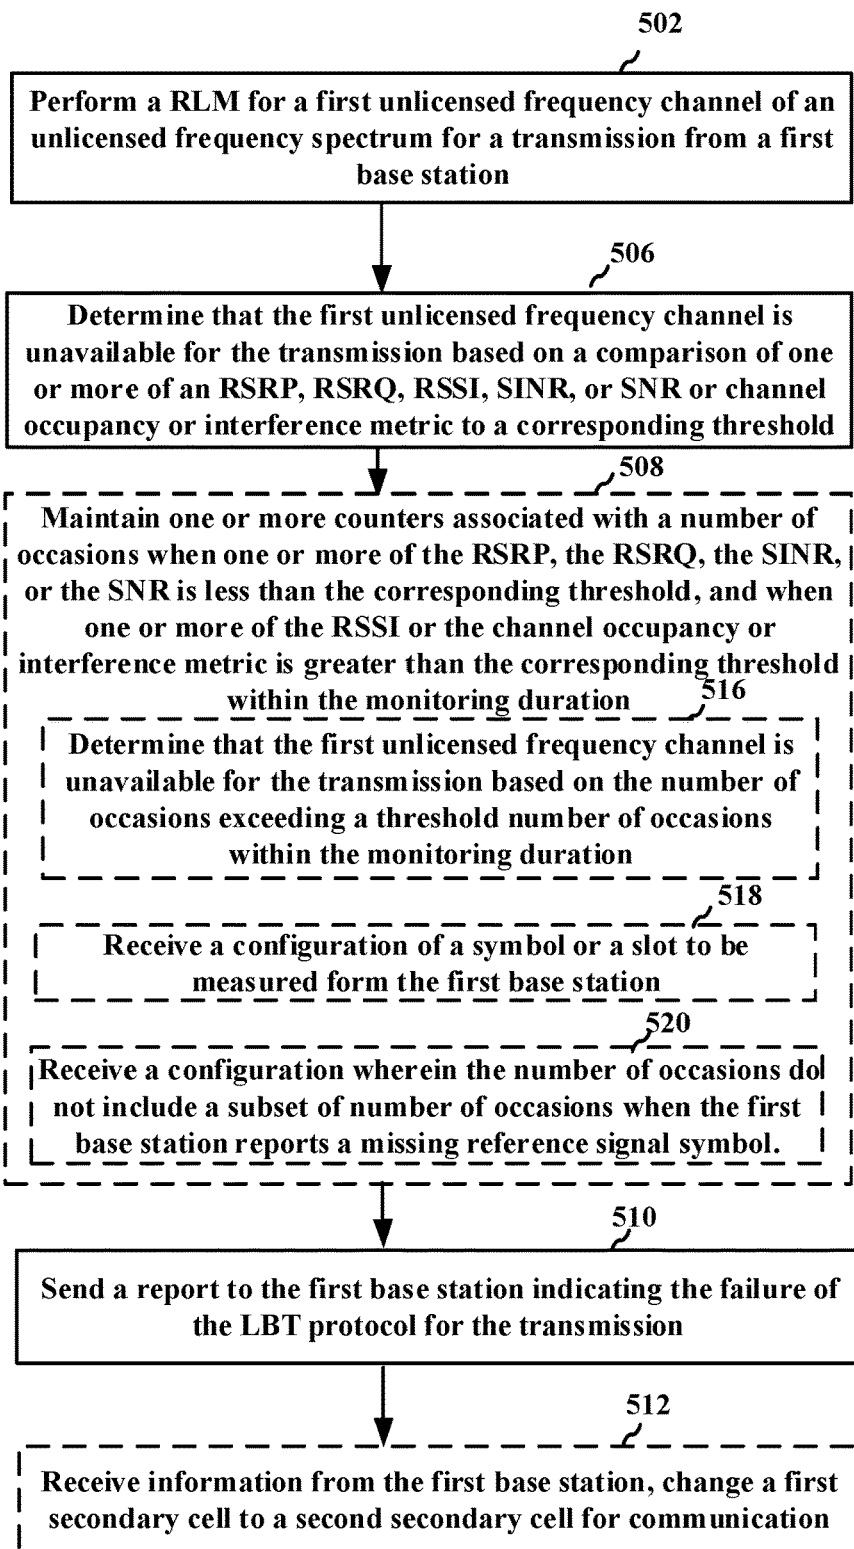 502
Perform a RLM for a first unlicensed frequency channel of an
unlicensed frequency spectrum for a transmission from a first
base station
506
Determine that the first unlicensed frequency channel is
unavailable for the transmission based on a comparison of one
or more of an RSRP, RSRQ, RSSI, SINR, or SNR or channel
occupancy or interference metric to a corresponding threshold
508
Maintain one or more counters associated with a number of
occasions when one or more of the RSRP, the RSRQ, the SINR,
or the SNR is less than the corresponding threshold, and when
one or more of the RSSI or the channel occupancy or
interference metric is greater than the corresponding threshold
within the monitoring duration
516
Determine that the first unlicensed frequency channel is
unavailable for the transmission based on the number of
occasions exceeding a threshold number of occasions
within the monitoring duration
518
Receive a configuration of a symbol or a slot to be
measured form the first base station
520
Receive a configuration wherein the number of occasions do
not include a subset of number of occasions when the first
base station reports a missing reference signal symbol.
510
Send a report to the first base station indicating the failure of
the LBT protocol for the transmission
512
Receive information from the first base station, change a first
secondary cell to a second secondary cell for communication